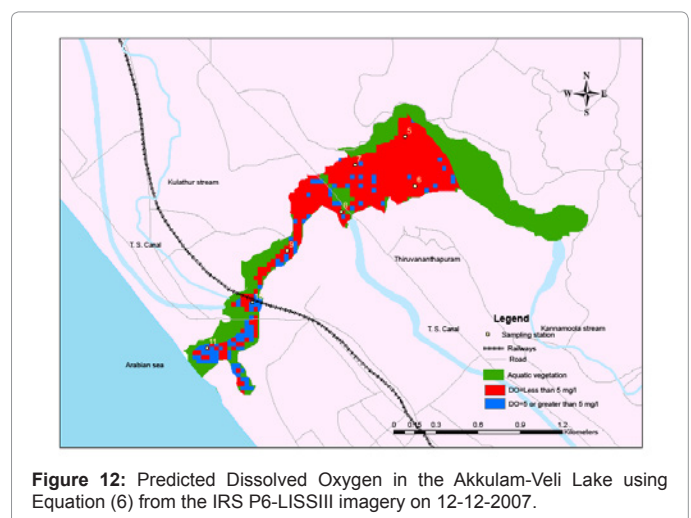 N
W E
S
5
7
6
8
Kulathur stream
9
T. S. Canal
Thiruvananthapuram
Legend
Sampling station
T. S. Canal
Kannamoola stream
Railways
Road
11
Arabian sea
Aquatic vegetation
DO=Less than 5 mg/l
DO=5 or greater than 5 mg/l
0 0.15 0.3 0.6 0.9 1.2
Kilometers
Figure 12: Predicted Dissolved Oxygen in the Akkulam-Veli Lake using
Equation (6) from the IRS P6-LISSIII imagery on 12-12-2007.